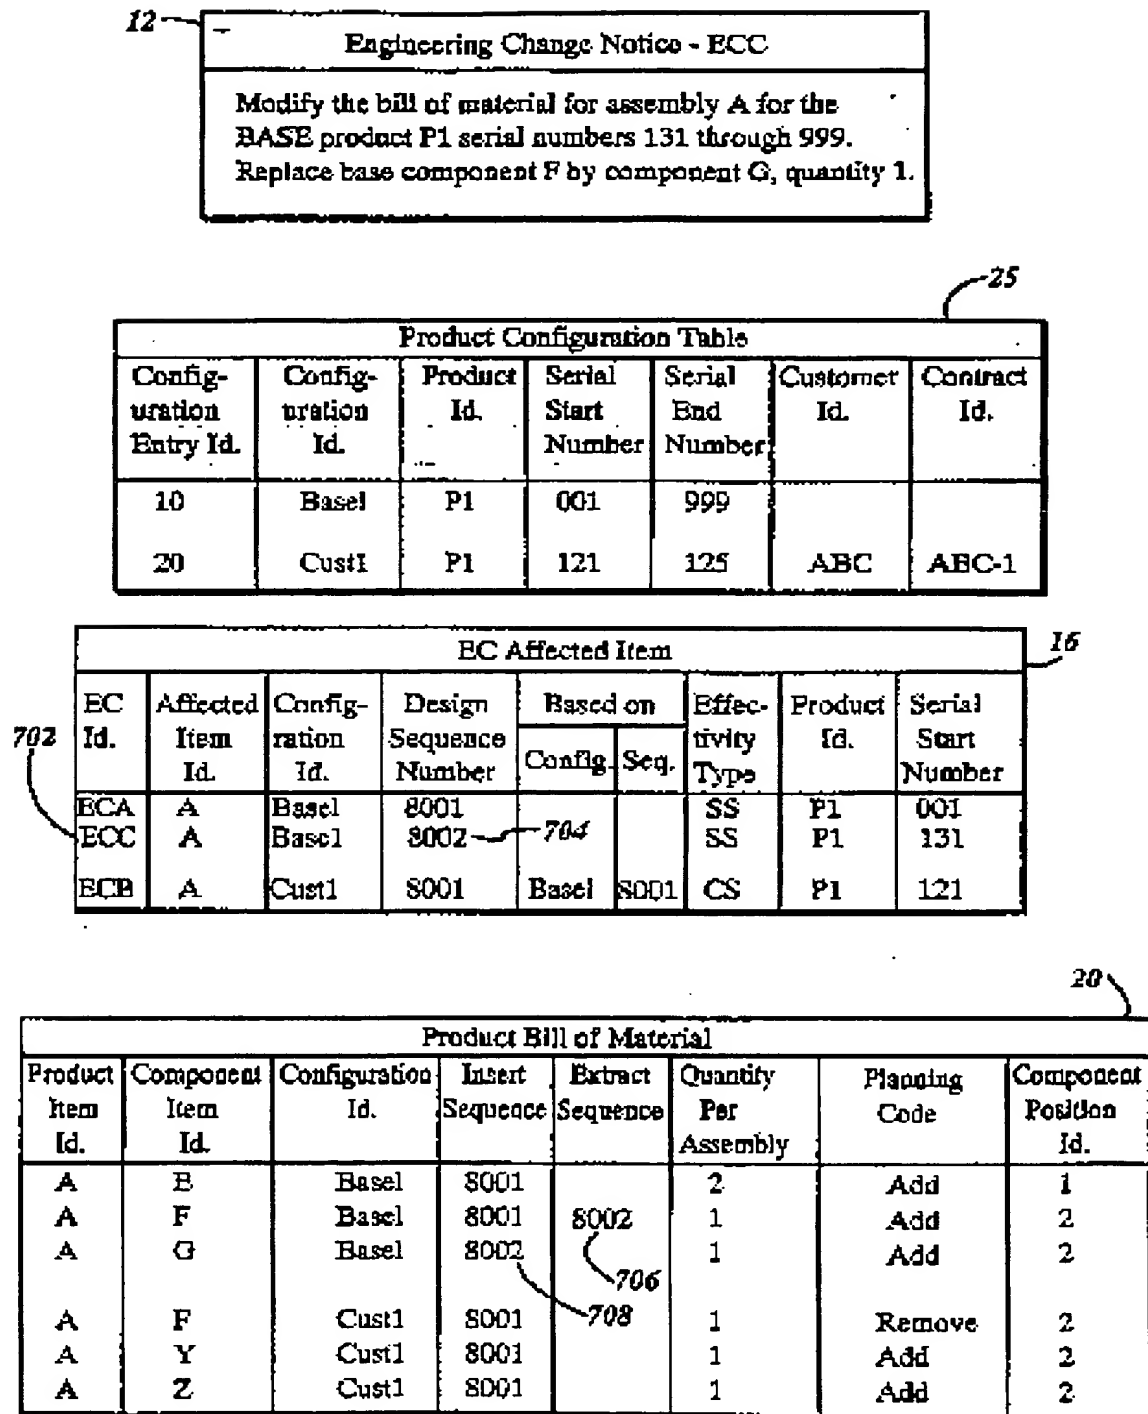 12
Engineering Change Notice - ECC
Modify the bill of material for assembly A for the
BASE product P1 serial numbers 131 through 999.
Replace base component F by component G, quantity 1.
25
Product Configuration Table
Config- Config- Product Serial Serial Customer Contract
uration uration Id. Start End Id. Id.
Entry Id. Id. Number Number
10 Base1 P1 001 999
20 Cust1 P1 121 125 ABC ABC-1
16
EC Affected Item
EC Affected Config- Design Based on Effec- Product Serial
702 Id. Item ration Sequence tivity Id. Start
Id. Id. Number Config. Seq. Type Number
ECA A Base1 8001 SS P1 001
ECC A Base1 8002 704 SS P1 131
ECB A Cust1 8001 Base1 8001 CS P1 121
20
Product Bill of Material
Product Component Configuration Insert Extract Quantity Planning Component
Item Item Id. Sequence Sequence Per Code Position
Id. Id. Assembly Id.
A E Base1 8001 2 Add 1
A F Base1 8001 8002 1 Add 2
A G Base1 8002 1 Add 2
706
708
A F Cust1 8001 1 Remove 2
A Y Cust1 8001 1 Add 2
A Z Cust1 8001 1 Add 2